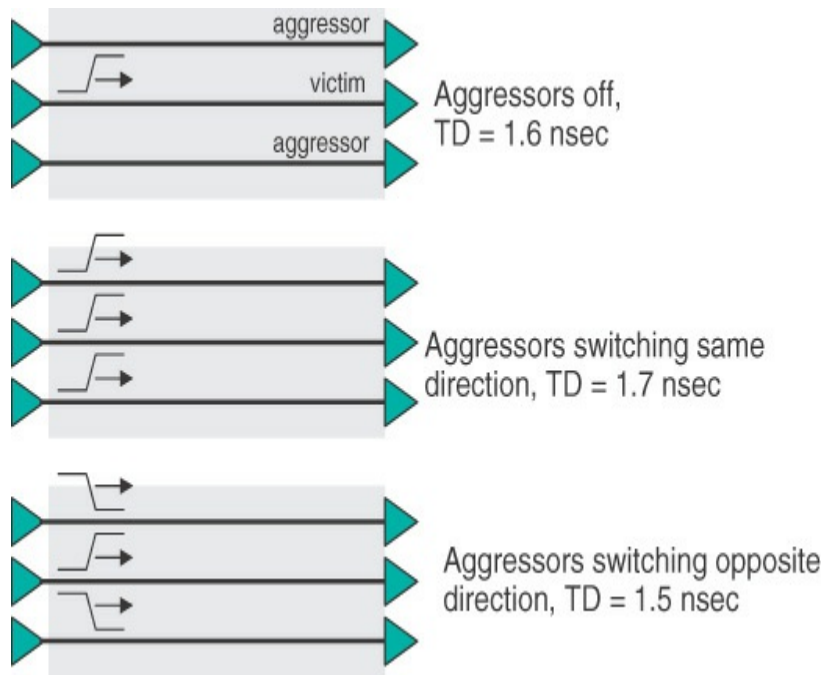 aggressor
victim
aggressor
Aggressors off,
TD = 1.6 nsec
Aggressors switching same
direction, TD = 1.7 nsec
Aggressors switching opposite
direction, TD = 1.5 nsec